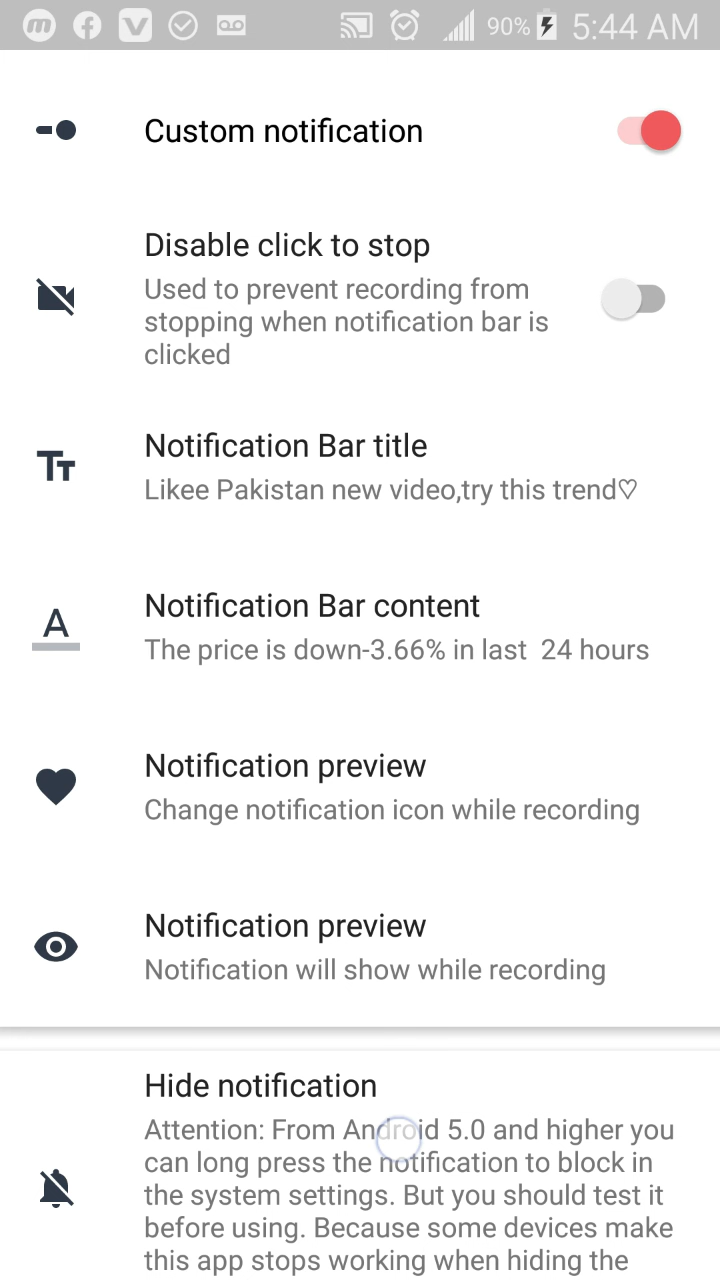 90% 5:44 AM
Custom notification
Disable click to stop
Used to prevent recording from
stopping when notification bar is
clicked
Notification Bar title
Likee Pakistan new video,try this trend♡
Notification Bar content
The price is down-3.66% in last  24 hours
Notification preview
Change notification icon while recording
Notification preview
Notification will show while recording
Hide notification
Attention: From Android 5.0 and higher you
can long press the notification to block in
the system settings. But you should test it
before using. Because some devices make
this app stops working when hiding the